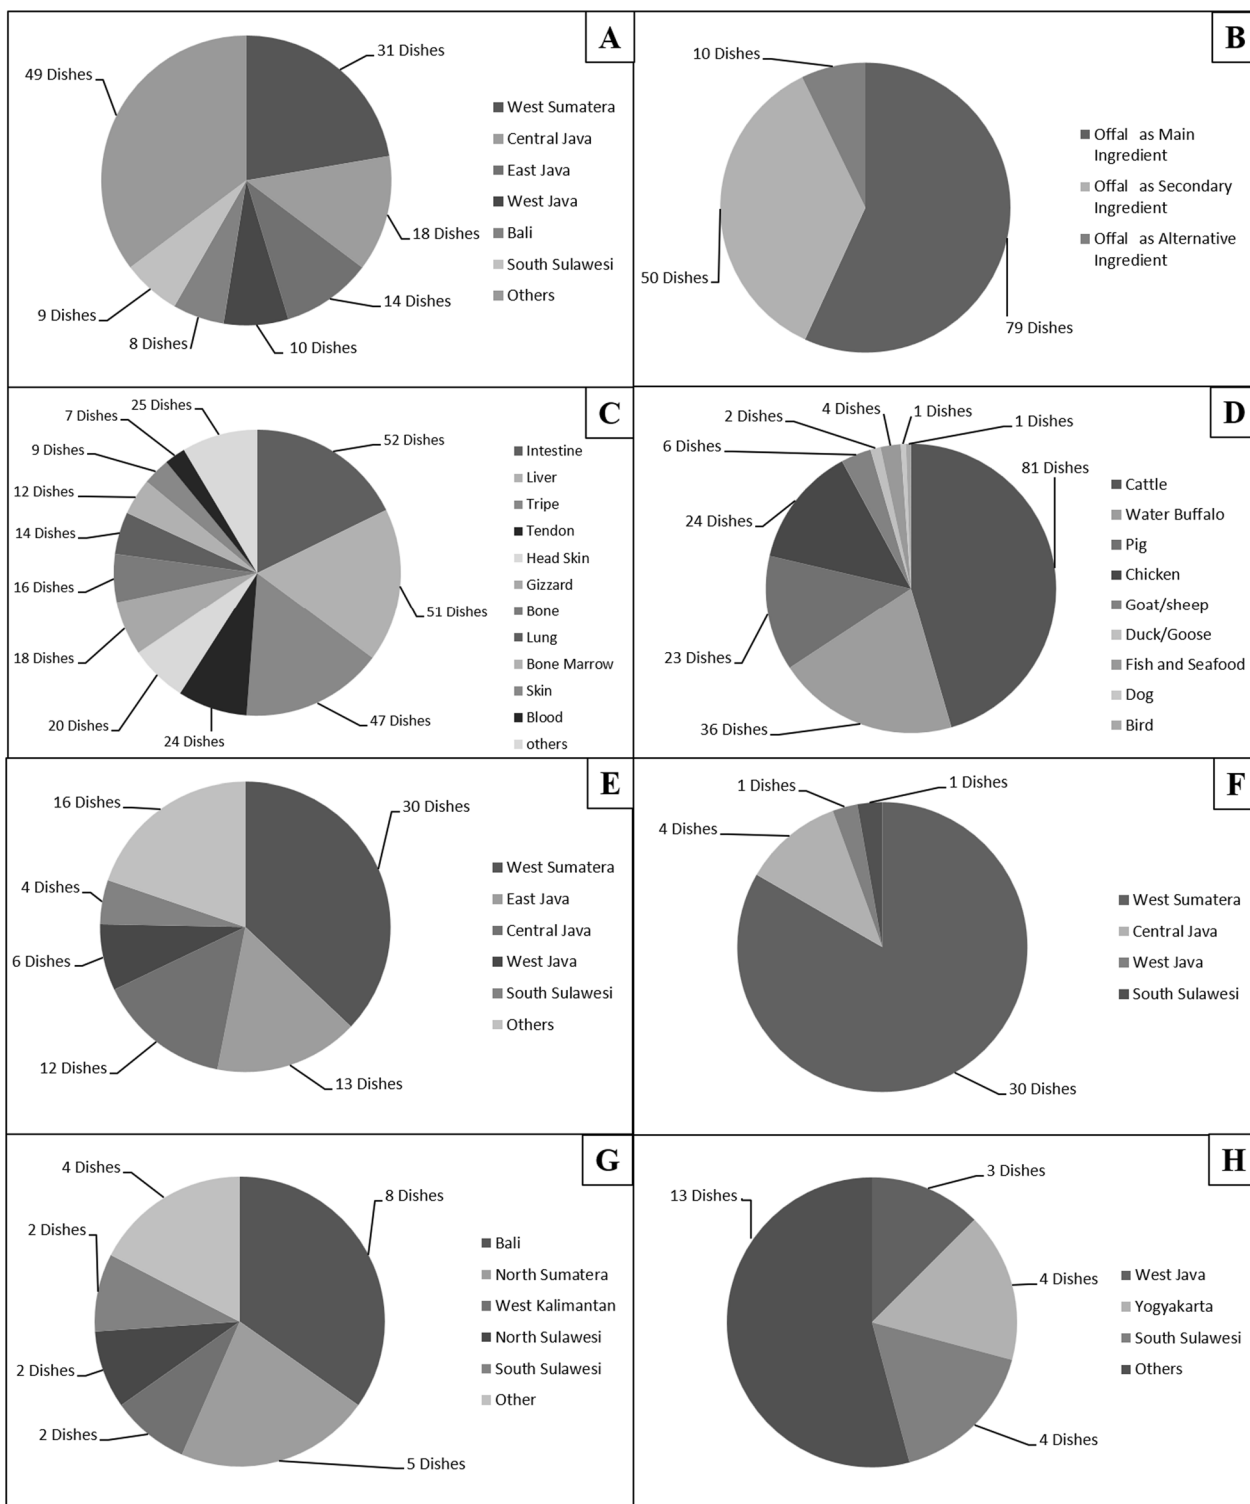 A
31 Dishes
49 Dishes
18 Dishes
14 Dishes
10 Dishes
8 Dishes
9 Dishes
West Sumatera
Central Java
East Java
West Java
Bali
South Sulawesi
Others
B
10 Dishes
50 Dishes
79 Dishes
Offal as Main
Ingredient
Offal as Secondary
Ingredient
Offal as Alternative
Ingredient
C
25 Dishes
7 Dishes
9 Dishes
12 Dishes
14 Dishes
16 Dishes
18 Dishes
20 Dishes
24 Dishes
47 Dishes
51 Dishes
52 Dishes
Intestine
Liver
Tripe
Tendon
Head Skin
Gizzard
Bone
Lung
Bone Marrow
Skin
Blood
others
D
2 Dishes
4 Dishes
1 Dishes
1 Dishes
6 Dishes
81 Dishes
24 Dishes
23 Dishes
36 Dishes
Cattle
Water Buffalo
Pig
Chicken
Goat/sheep
Duck/Goose
Fish and Seafood
Dog
Bird
E
16 Dishes
30 Dishes
4 Dishes
6 Dishes
12 Dishes
13 Dishes
West Sumatera
East Java
Central Java
West Java
South Sulawesi
Others
F
1 Dishes
1 Dishes
4 Dishes
30 Dishes
West Sumatera
Central Java
West Java
South Sulawesi
G
4 Dishes
8 Dishes
2 Dishes
2 Dishes
2 Dishes
5 Dishes
Bali
North Sumatera
West Kalimantan
North Sulawesi
South Sulawesi
Other
H
3 Dishes
13 Dishes
4 Dishes
4 Dishes
West Java
Yogyakarta
South Sulawesi
Others